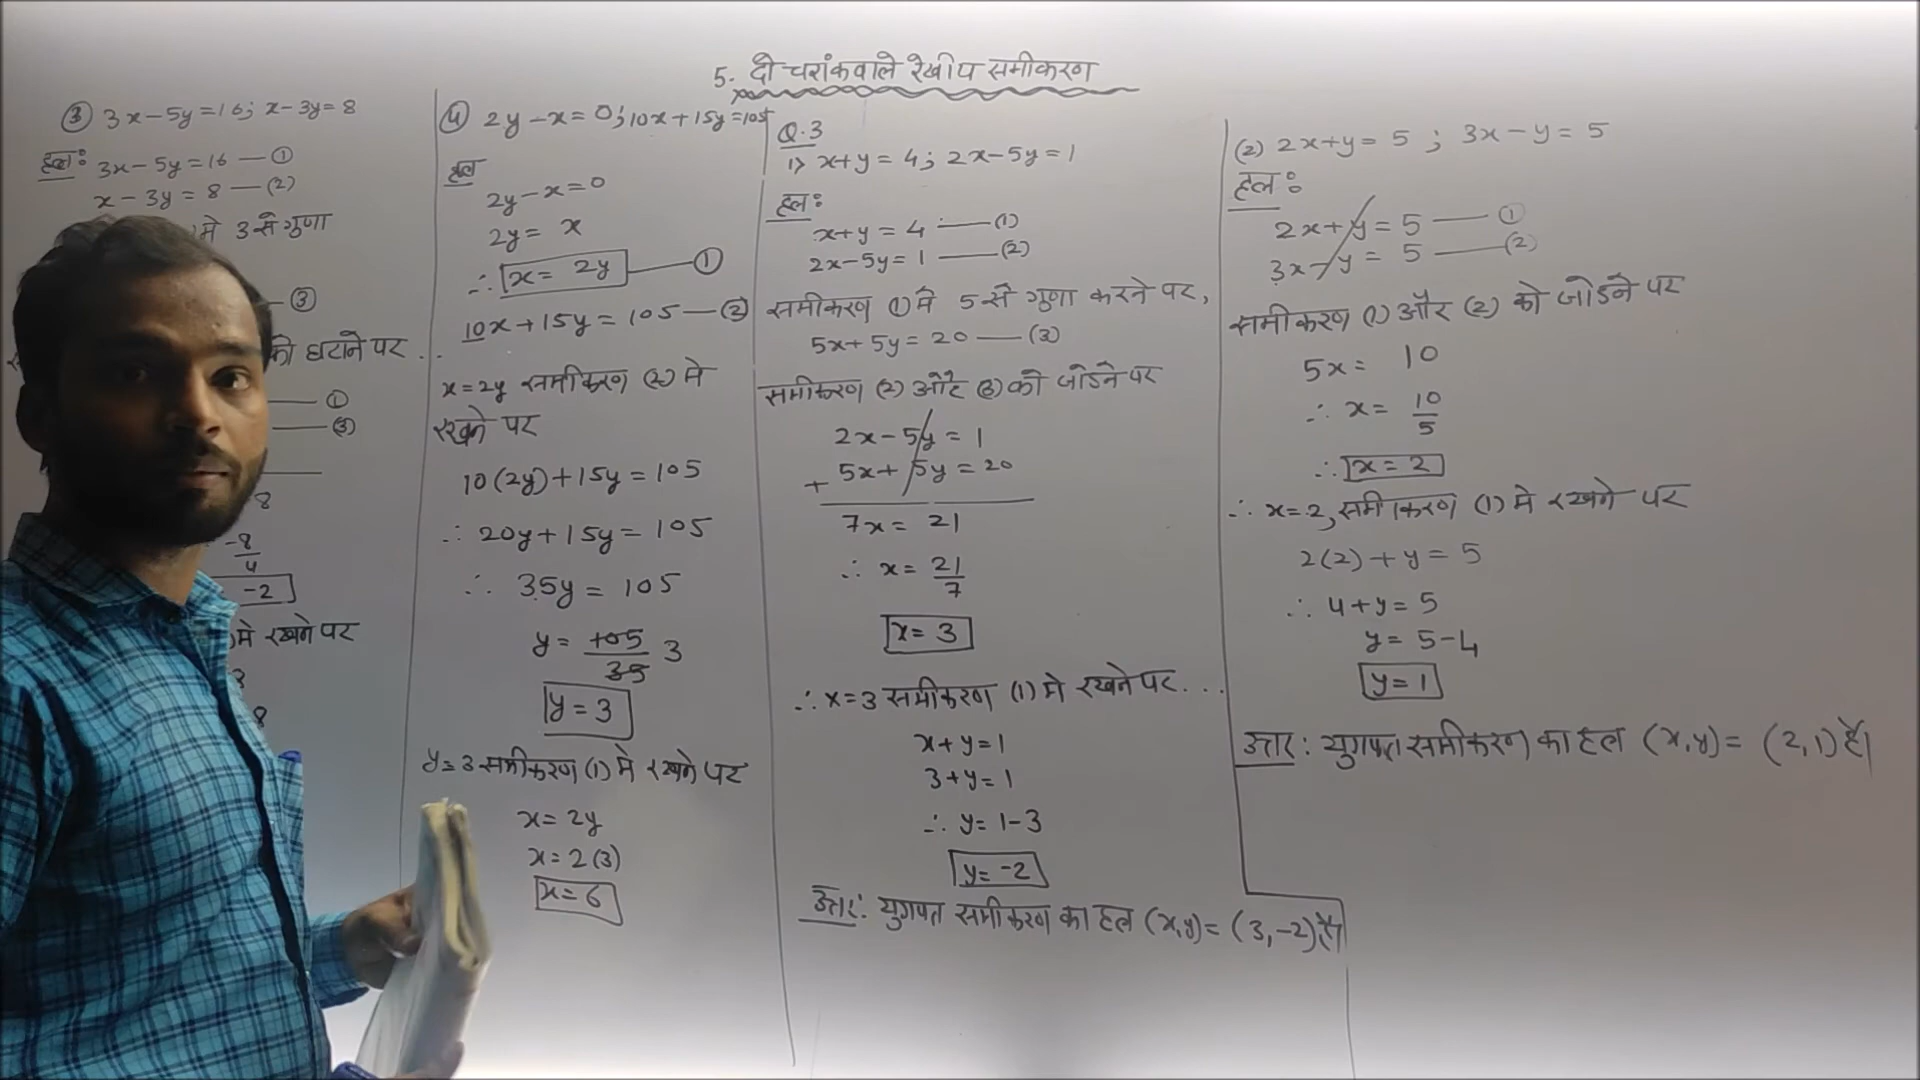 5. दो चरांकवाले रेखीय समीकरण
③ 3x-5y=16; x-3y=8
हल: 3x-5y=16 — ①
x-3y=8 — (2)
मे 3 से गुणा
— ③
को घटाने पर ..
— ①
— (3)
8
-8/4
-2
मे रखने पर
3
8
④ 2y-x=0; 10x+15y=105
हल
2y-x=0
2y= x
∴ x= 2y — ①
10x+15y=105 — ②
x=2y समीकरण (2) मे
रखने पर
10(2y)+15y=105
∴ 20y+15y=105
∴ 35y=105
y= 105/35 3
y=3
y=3 समीकरण (1) मे रखने पर
x=2y
x=2(3)
x=6
Q.3
1) x+y=4; 2x-5y=1
हल:
x+y=4 — (1)
2x-5y=1 — (2)
समीकरण ① मे 5 से गुणा करने पर,
5x+5y=20 — (3)
समीकरण (2) और (3) को जोडने पर
2x-5y=1
+ 5x+5y=20
7x=21
∴ x= 21/7
x=3
∴ x=3 समीकरण (1) मे रखने पर...
x+y=1
3+y=1
∴ y=1-3
y=-2
उत्तर: युगपत समीकरण का हल (x,y)=(3,-2) है।
(2) 2x+y=5 ; 3x-y=5
हल:
2x+y=5 — ①
3x-y=5 — (2)
समीकरण (1) और (2) को जोडने पर
5x= 10
∴ x= 10/5
∴ x=2
∴ x=2, समीकरण (1) मे रखने पर
2(2)+y=5
∴ 4+y=5
y=5-4
y=1
उत्तर: युगपत समीकरण का हल (x,y)=(2,1) है।